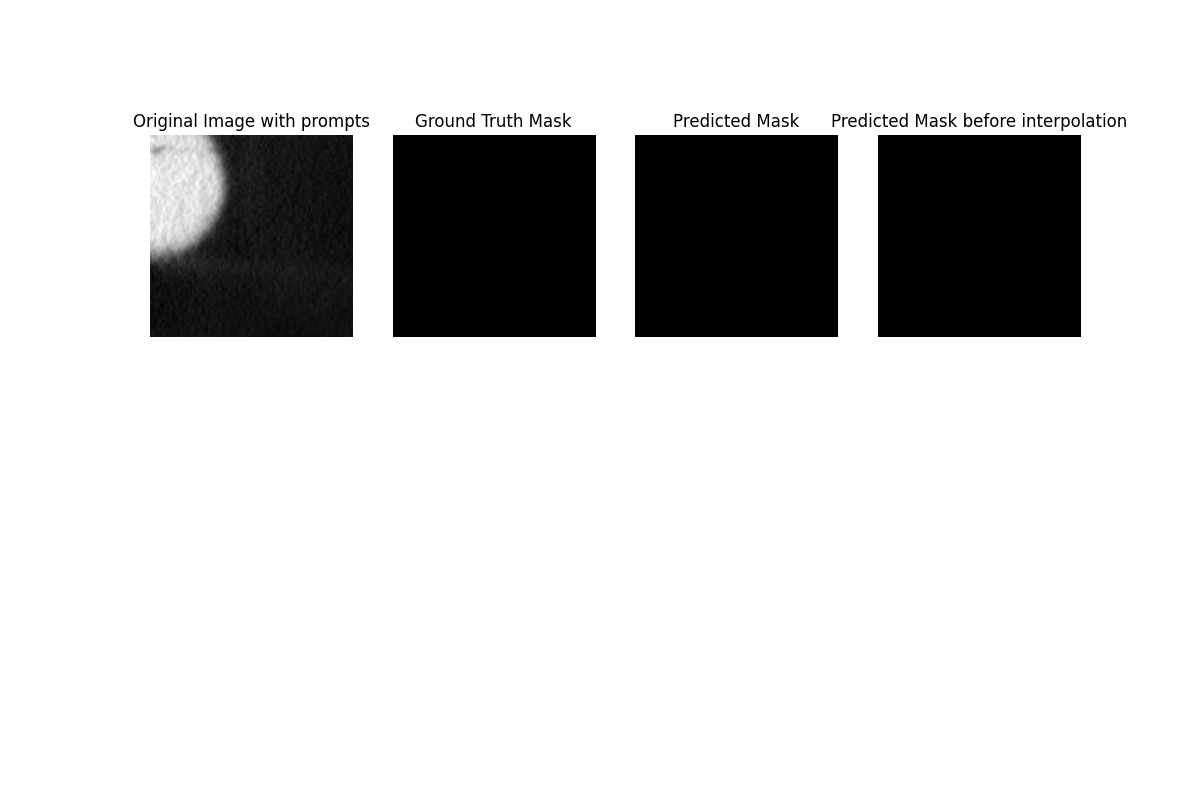 Original Image with prompts
Ground Truth Mask
Predicted Mask
Predicted Mask before interpolation